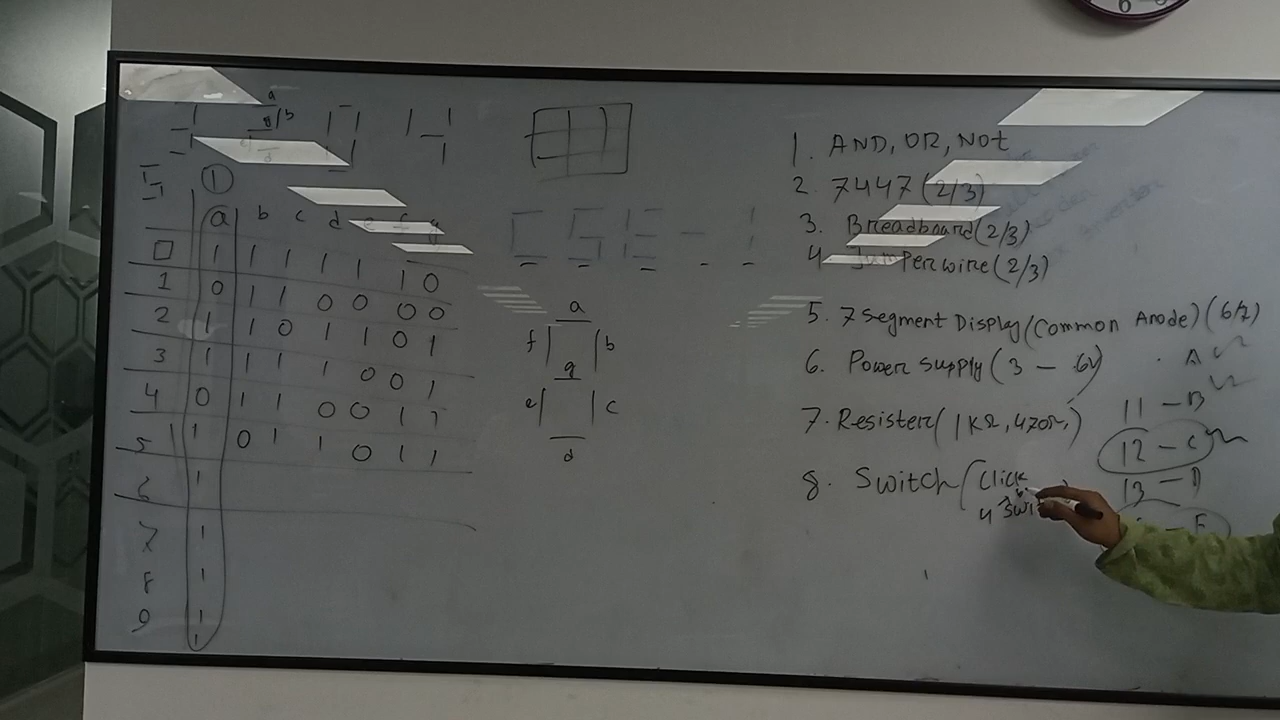 a
b
g
d
1
a b c d e f g
0 1 1 1 1 1 1 0
1 0 1 1 0 0 0 0
2 1 1 0 1 1 0 1
3 1 1 1 1 0 0 1
4 0 1 1 0 0 1 1
5 1 0 1 1 0 1 1
6 1
7 1
8 1
9 1
1
a
f b
g
e c
d
1. AND, OR, Not
2. 7447 (2/3)
3. Breadboard (2/3)
4 Jumper wire (2/3)
5. 7 Segment Display (Common Anode) (6/2)
6. Power supply (3 - 6V)
7. Resister (1KΩ, 470Ω)
8. Switch (Click
4 Swi
A
11 - B
12 - C
13 - D
- E